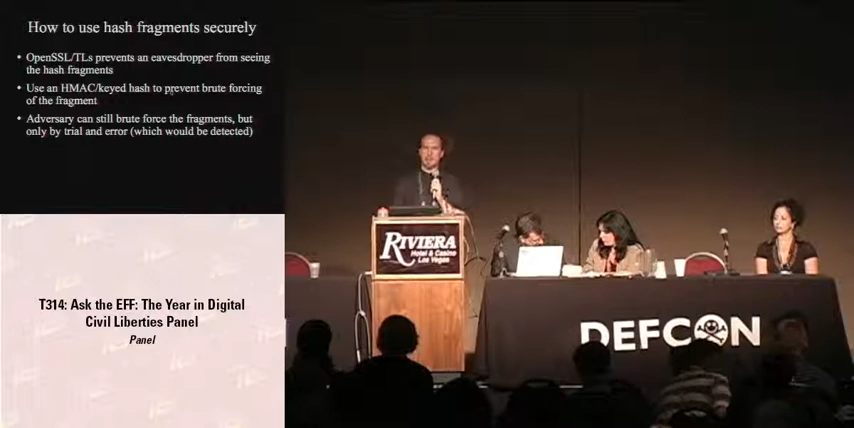 How to use hash fragments securely
• OpenSSL/TLs prevents an eavesdropper from seeing
the hash fragments
• Use an HMAC/keyed hash to prevent brute forcing
of the fragment
• Adversary can still brute force the fragments, but
only by trial and error (which would be detected)
T314: Ask the EFF: The Year in Digital
Civil Liberties Panel
Panel
RIVIERA
Hotel & Casino
Las Vegas
DEFCON